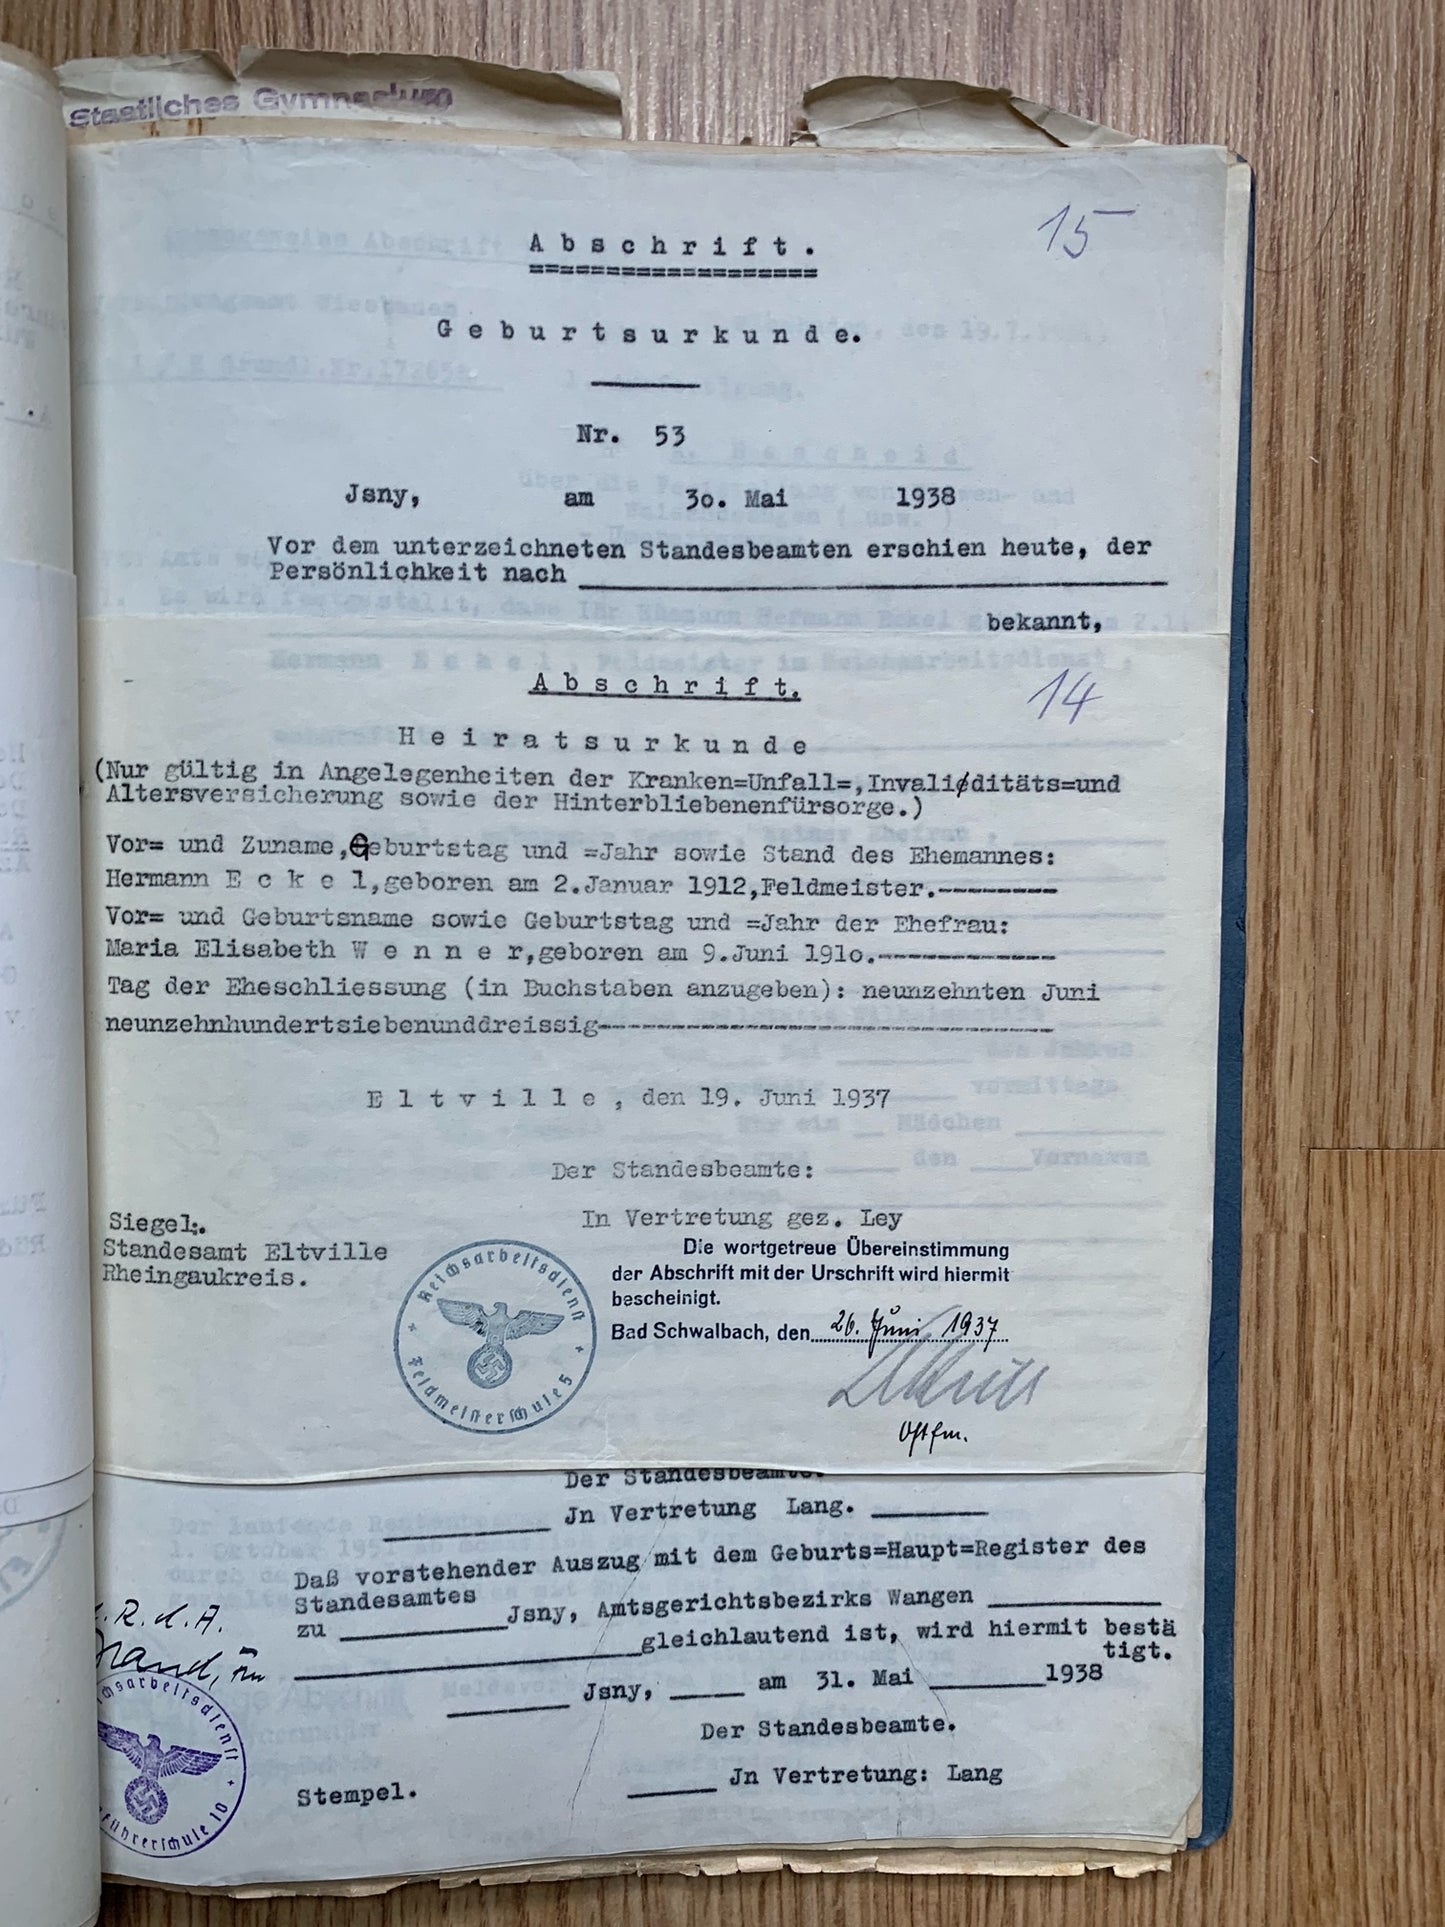 Staatliches Gymnasium
15
Abschrift.
Geburtsurkunde.
Nr. 53
Jsny, am 3o. Mai 1938
Vor dem unterzeichneten Standesbeamten erschien heute, der
Persönlichkeit nach
bekannt,
14
Abschrift.
Heiratsurkunde
(Nur gültig in Angelegenheiten der Kranken=Unfall=,Invaliditäts=und
Altersversicherung sowie der Hinterbliebenenfürsorge.)
Vor= und Zuname,Geburtstag und =Jahr sowie Stand des Ehemannes:
Hermann Eckel,geboren am 2.Januar 1912,Feldmeister.
Vor= und Geburtsname sowie Geburtstag und =Jahr der Ehefrau:
Maria Elisabeth Wenner,geboren am 9.Juni 191o.
Tag der Eheschliessung (in Buchstaben anzugeben): neunzehnten Juni
neunzehnhundertsiebenunddreissig
Eltville, den 19. Juni 1937
Der Standesbeamte:
In Vertretung gez. Ley
Siegel:.
Standesamt Eltville
Rheingaukreis.
Reichsarbeitsdienst
Feldmeisterschule 5
Die wortgetreue Übereinstimmung
der Abschrift mit der Urschrift wird hiermit
bescheinigt.
Bad Schwalbach, den 26. Juni 1937
Ostfm.
Der Standesbeamte.
Jn Vertretung Lang.
Daß vorstehender Auszug mit dem Geburts=Haupt=Register des
Standesamtes
zu Jsny, Amtsgerichtsbezirks Wangen
gleichlautend ist, wird hiermit bestä
tigt.
Jsny, am 31. Mai 1938
Der Standesbeamte.
Jn Vertretung: Lang
Stempel.
R.d.A.